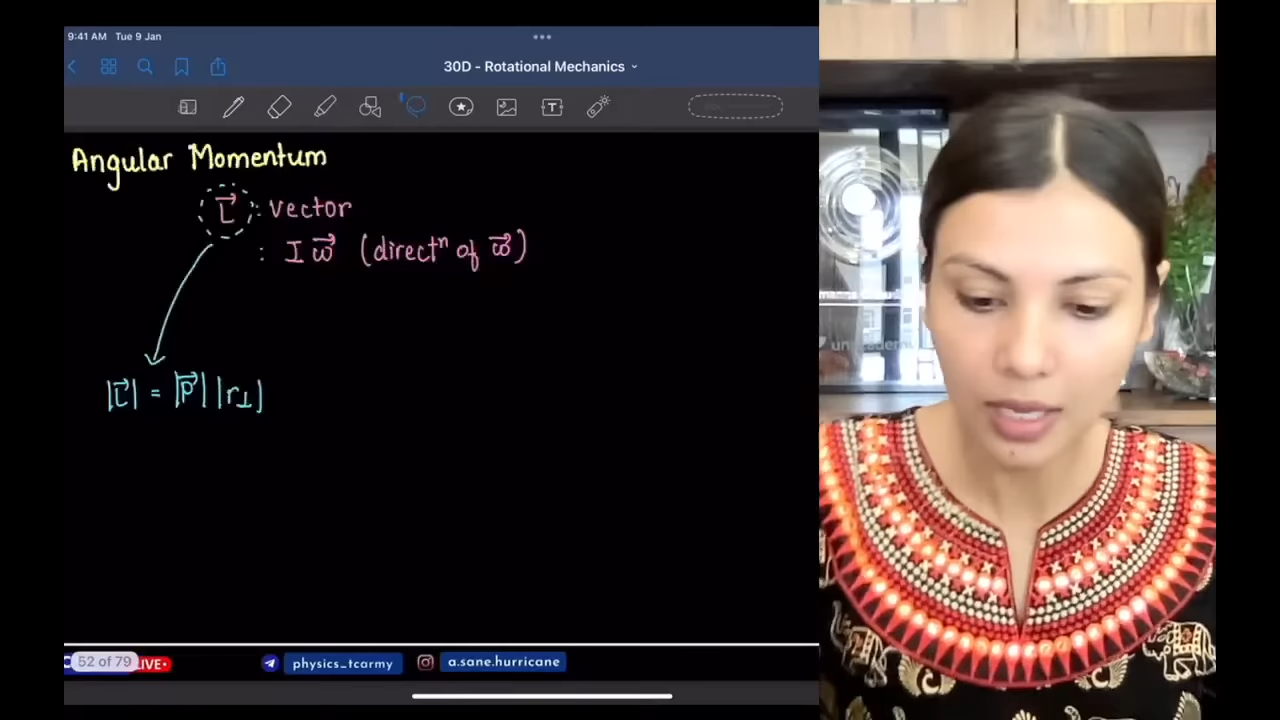 9:41 AM Tue 9 Jan
30D - Rotational Mechanics
Angular Momentum
L⃗ : vector
: I ω⃗ (directⁿ of ω⃗)
|L⃗| = |P⃗| |r⊥|
52 of 79 LIVE
physics_tcarmy
a.sane.hurricane